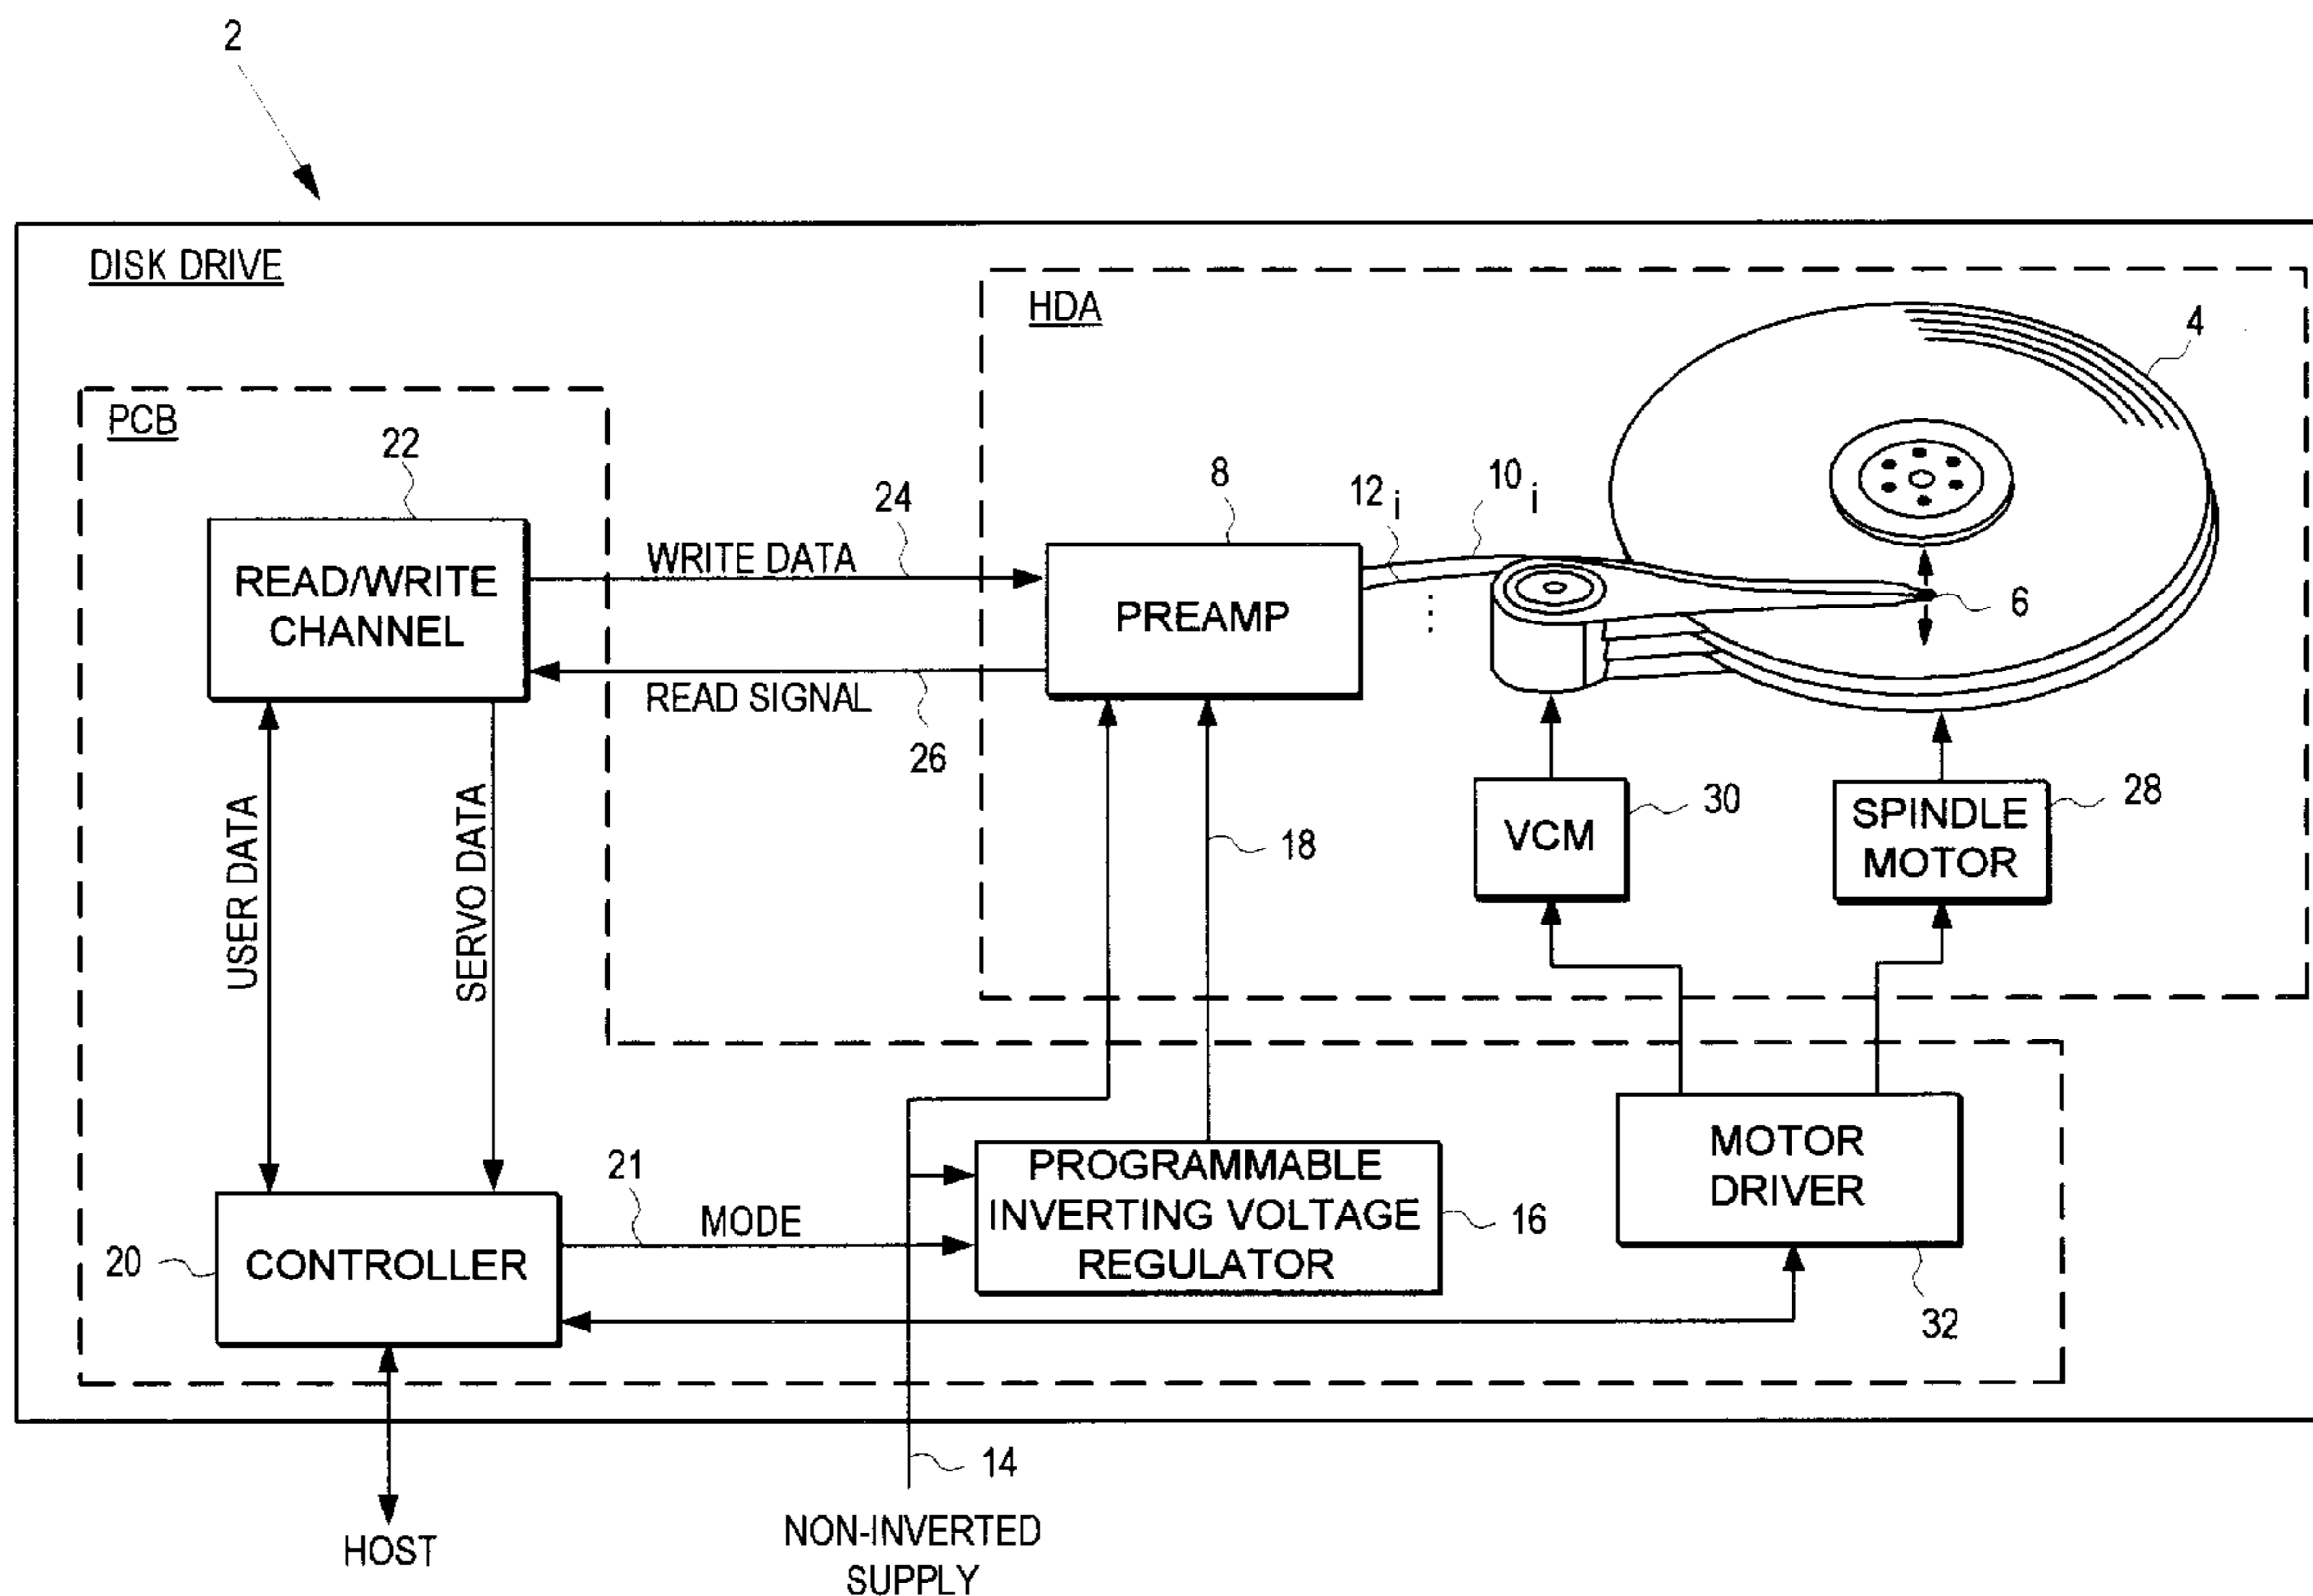 2
DISK DRIVE
HDA
4
PCB
22
24
8
12i
10i
WRITE DATA
READ/WRITE
CHANNEL
PREAMP
6
READ SIGNAL
26
USER DATA
SERVO DATA
18
VCM
30
SPINDLE
MOTOR
28
21
MODE
PROGRAMMABLE
INVERTING VOLTAGE
REGULATOR
16
MOTOR
DRIVER
20
CONTROLLER
32
14
HOST
NON-INVERTED
SUPPLY